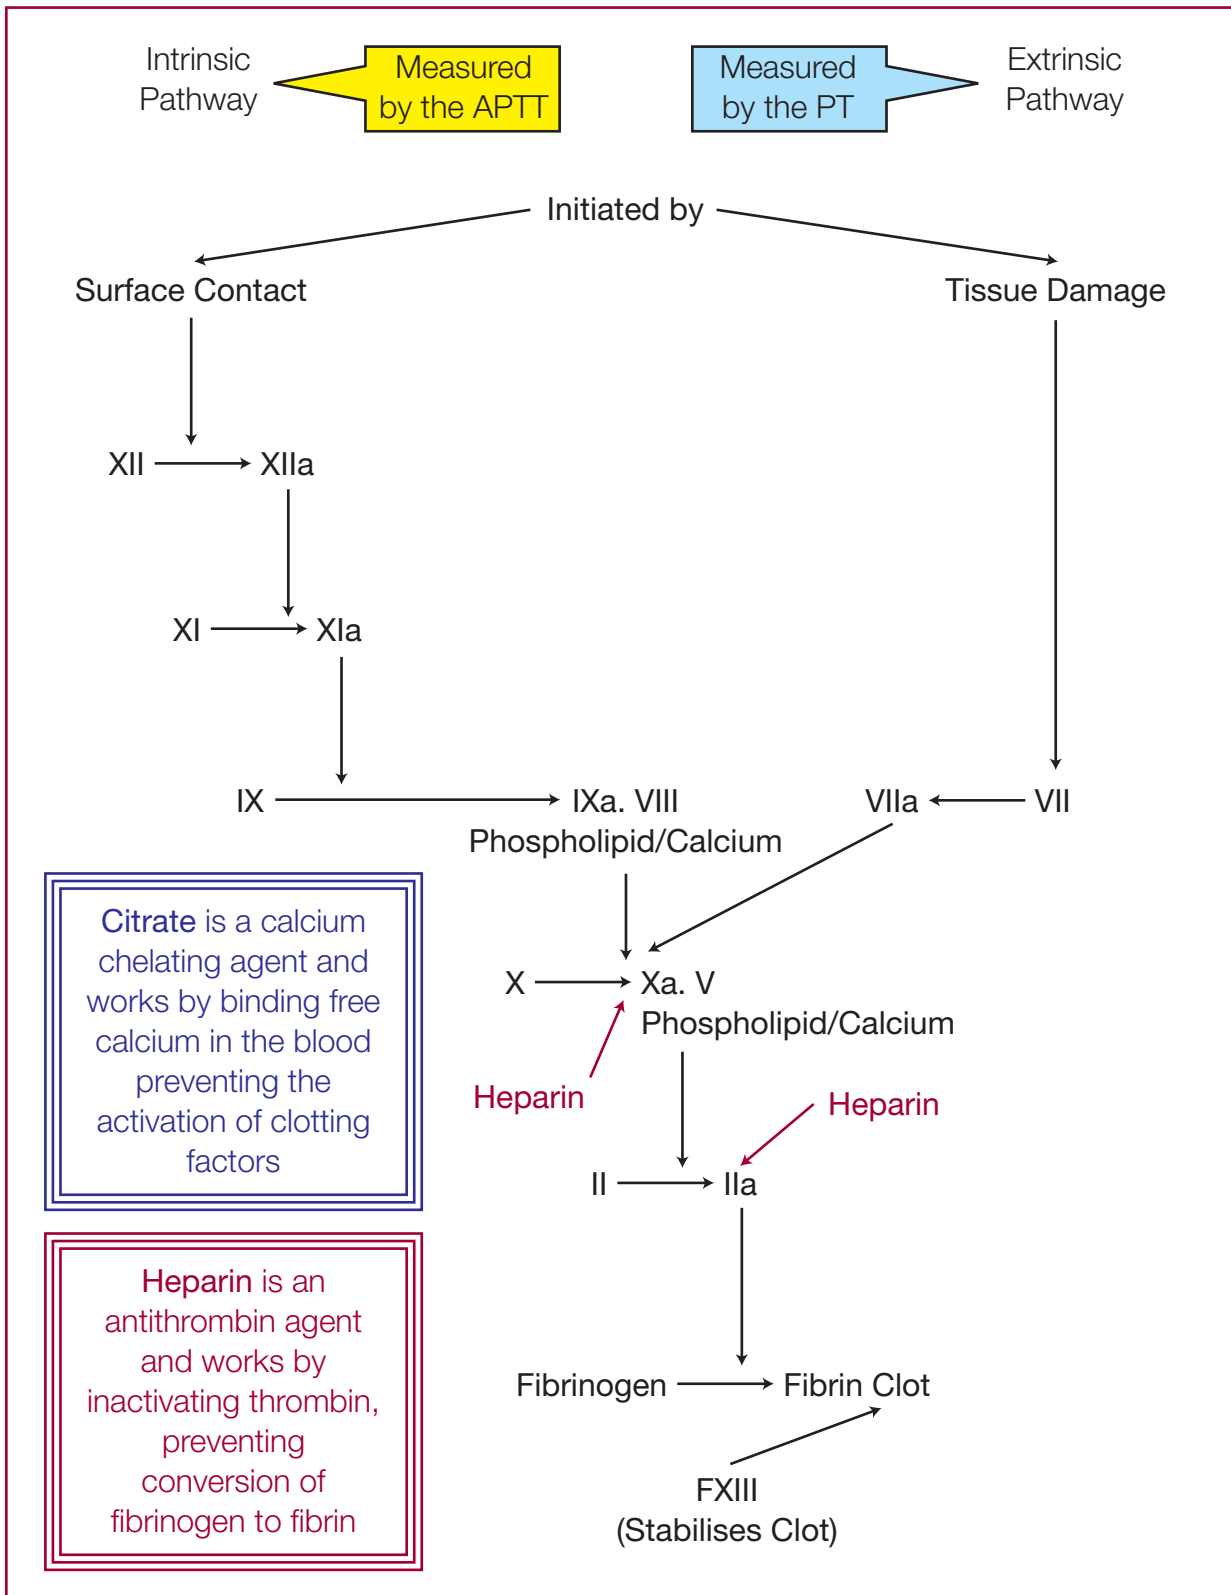 Intrinsic
Pathway
Measured
by the APTT
Measured
by the PT
Extrinsic
Pathway
Initiated by
Surface Contact
Tissue Damage
XII
XIIa
XI
XIa
IX
IXa. VIII
Phospholipid/Calcium
VIIa
VII
Citrate is a calcium
chelating agent and
works by binding free
calcium in the blood
preventing the
activation of clotting
factors
X
Xa. V
Phospholipid/Calcium
Heparin
Heparin
II
IIa
Heparin is an
antithrombin agent
and works by
inactivating thrombin,
preventing
conversion of
fibrinogen to fibrin
Fibrinogen
Fibrin Clot
FXIII
(Stabilises Clot)